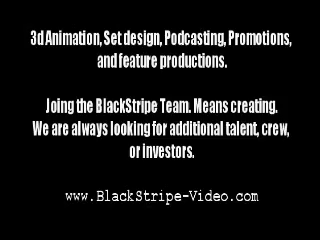 3d Animation, Set design, Podcasting, Promotions,
and feature productions.
Joing the BlackStripe Team. Means creating.
We are always looking for additional talent, crew,
or investors.
www.BlackStripe-Video.com